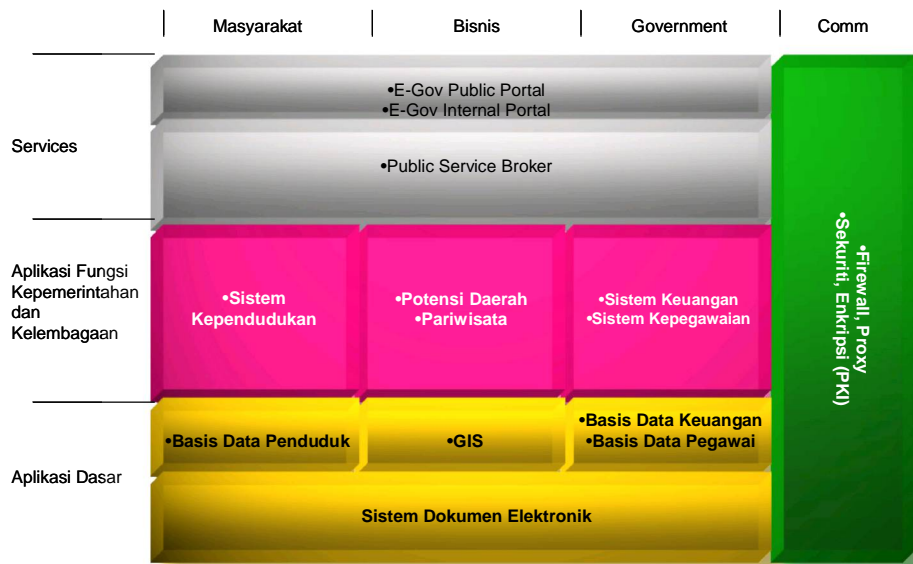 Masyarakat
Bisnis
Government
Comm
Services
•E-Gov Public Portal
•E-Gov Internal Portal
•Public Service Broker
Aplikasi Fungsi
Kepemerintahan
dan
Kelembagaan
•Sistem
Kependudukan
•Potensi Daerah
•Pariwisata
•Sistem Keuangan
•Sistem Kepegawaian
Aplikasi Dasar
•Basis Data Penduduk
•GIS
•Basis Data Keuangan
•Basis Data Pegawai
Sistem Dokumen Elektronik
•Firewall, Proxy
•Sekuriti, Enkripsi (PKI)